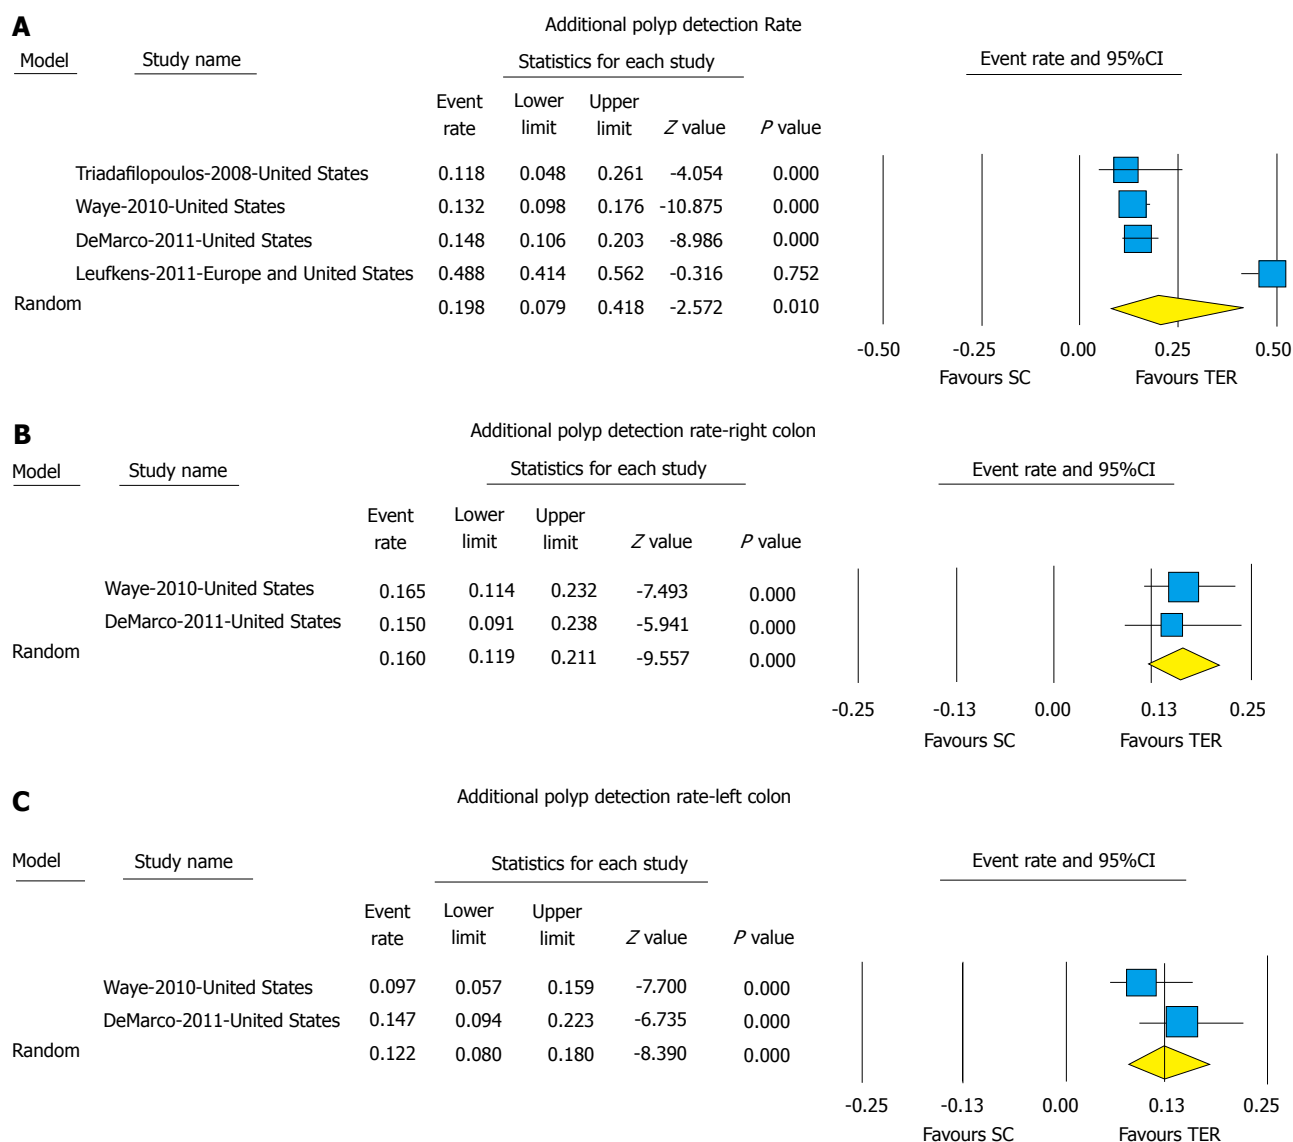 A
Additional polyp detection Rate
Model Study name Statistics for each study Event rate and 95%CI
Event rate Lower limit Upper limit Z value P value
Triadafilopoulos-2008-United States 0.118 0.048 0.261 -4.054 0.000
Waye-2010-United States 0.132 0.098 0.176 -10.875 0.000
DeMarco-2011-United States 0.148 0.106 0.203 -8.986 0.000
Leufkens-2011-Europe and United States 0.488 0.414 0.562 -0.316 0.752
Random 0.198 0.079 0.418 -2.572 0.010
-0.50 -0.25 0.00 0.25 0.50
Favours SC Favours TER
B
Additional polyp detection rate-right colon
Model Study name Statistics for each study Event rate and 95%CI
Event rate Lower limit Upper limit Z value P value
Waye-2010-United States 0.165 0.114 0.232 -7.493 0.000
DeMarco-2011-United States 0.150 0.091 0.238 -5.941 0.000
Random 0.160 0.119 0.211 -9.557 0.000
-0.25 -0.13 0.00 0.13 0.25
Favours SC Favours TER
C
Additional polyp detection rate-left colon
Model Study name Statistics for each study Event rate and 95%CI
Event rate Lower limit Upper limit Z value P value
Waye-2010-United States 0.097 0.057 0.159 -7.700 0.000
DeMarco-2011-United States 0.147 0.094 0.223 -6.735 0.000
Random 0.122 0.080 0.180 -8.390 0.000
-0.25 -0.13 0.00 0.13 0.25
Favours SC Favours TER